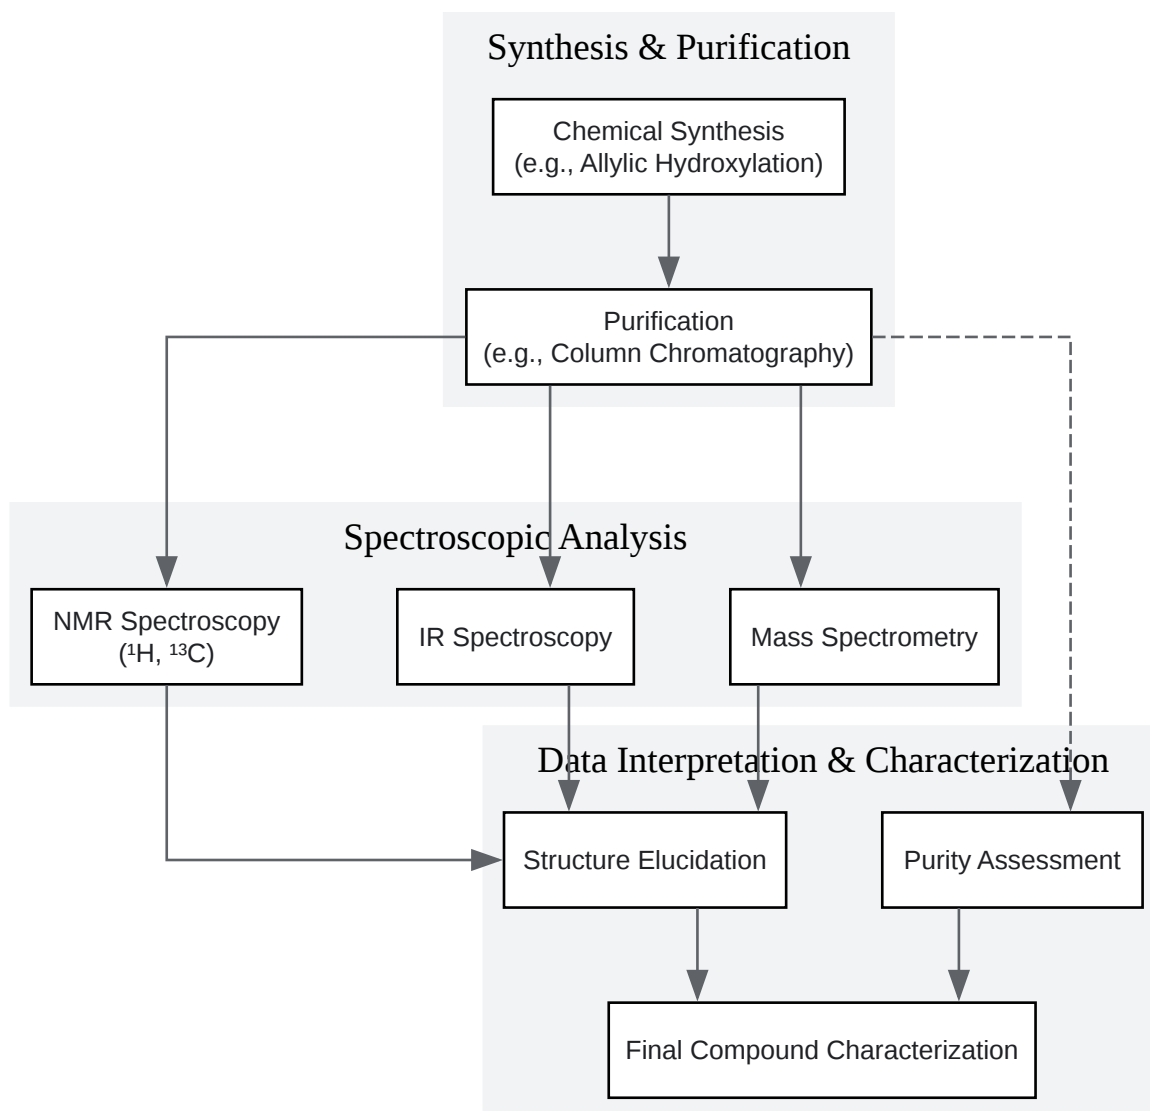 Synthesis & Purification
Chemical Synthesis
(e.g., Allylic Hydroxylation)
Purification
(e.g., Column Chromatography)
Spectroscopic Analysis
NMR Spectroscopy
(¹H, ¹³C)
IR Spectroscopy
Mass Spectrometry
Data Interpretation & Characterization
Structure Elucidation
Purity Assessment
Final Compound Characterization